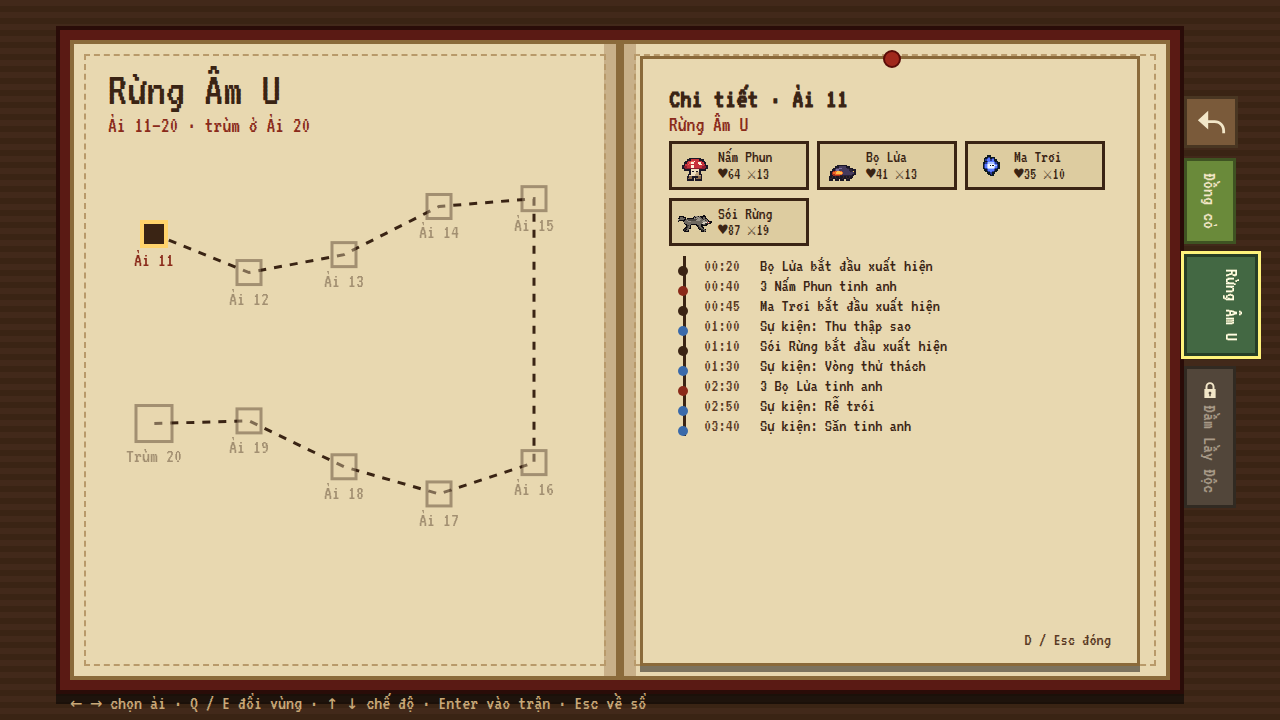 Rừng Âm U
Ải 11-20 · trùm ở Ải 20
Ải 11
Ải 12
Ải 13
Ải 14
Ải 15
Ải 16
Ải 17
Ải 18
Ải 19
Trùm 20
Chi tiết · Ải 11
Rừng Âm U
Nấm Phun
♥64 ⚔13
Bọ Lửa
♥41 ⚔13
Ma Trơi
♥35 ⚔10
Sói Rừng
♥87 ⚔19
00:20 Bọ Lửa bắt đầu xuất hiện
00:40 3 Nấm Phun tinh anh
00:45 Ma Trơi bắt đầu xuất hiện
01:00 Sự kiện: Thu thập sao
01:10 Sói Rừng bắt đầu xuất hiện
01:30 Sự kiện: Vòng thử thách
02:30 3 Bọ Lửa tinh anh
02:50 Sự kiện: Rễ trói
03:40 Sự kiện: Săn tinh anh
D / Esc đóng
Đồng cỏ
Rừng Âm U
Đầm Lầy Độc
← → chọn ải · Q / E đổi vùng · ↑ ↓ chế độ · Enter vào trận · Esc về sổ